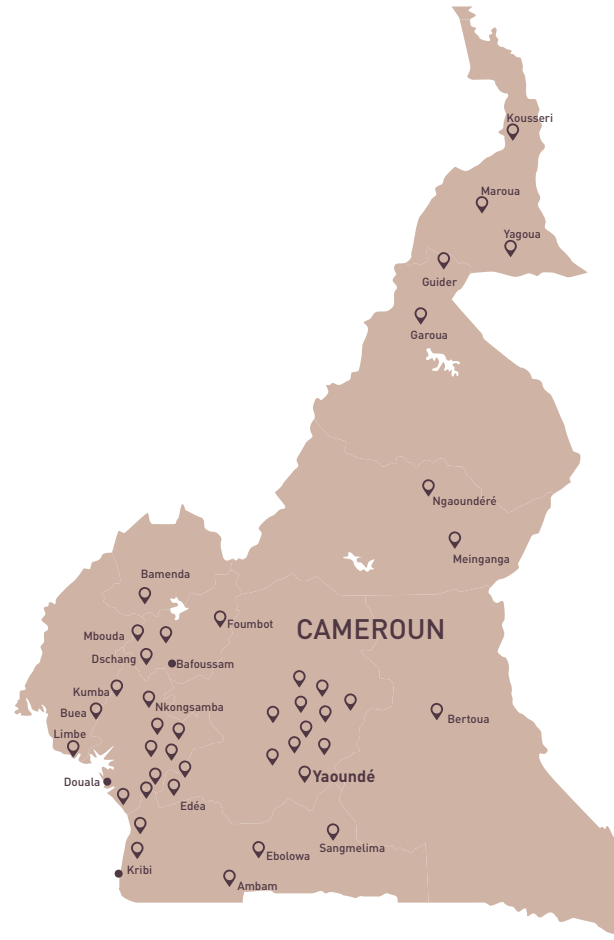 Kousseri
Maroua
Yagoua
Guider
Garoua
Ngaoundéré
Meinganga
Bamenda
Foumbot
CAMEROUN
Mbouda
Dschang
Bafoussam
Kumba
Nkongsamba
Buea
Bertoua
Limbe
Yaoundé
Douala
Edéa
Sangmelima
Ebolowa
Kribi
Ambam